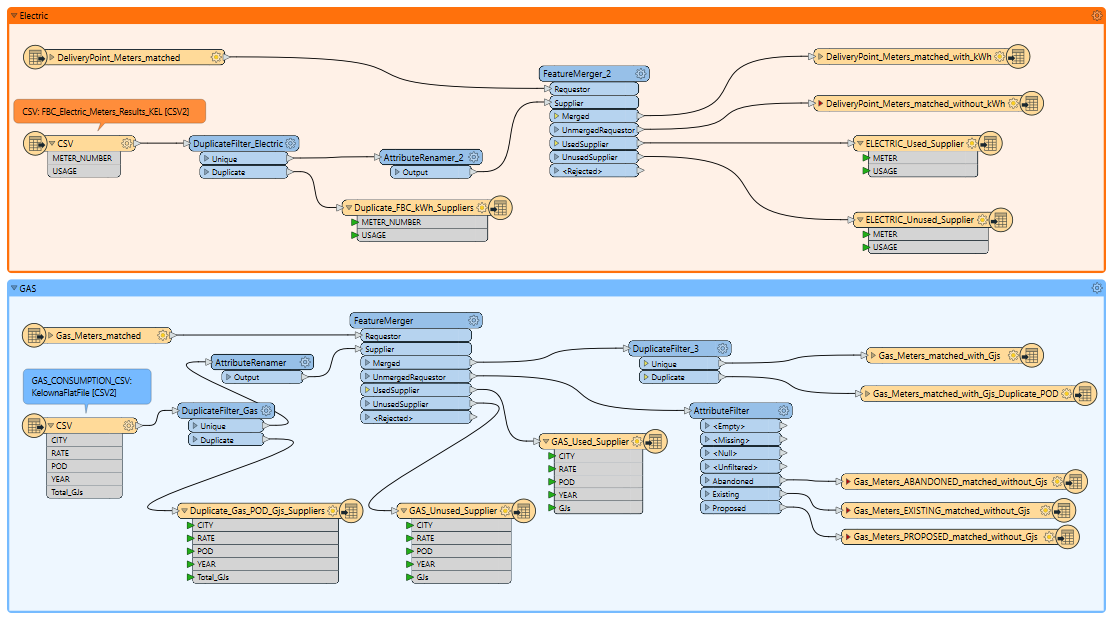 Electric
DeliveryPoint_Meters_matched
FeatureMerger_2
Requestor
Supplier
Merged
UnmergedRequestor
UsedSupplier
UnusedSupplier
<Rejected>
DeliveryPoint_Meters_matched_with_kWh
DeliveryPoint_Meters_matched_without_kWh
CSV: FBC_Electric_Meters_Results_KEL [CSV2]
CSV
METER_NUMBER
USAGE
DuplicateFilter_Electric
Unique
Duplicate
AttributeRenamer_2
Output
Duplicate_FBC_kWh_Suppliers
METER_NUMBER
USAGE
ELECTRIC_Used_Supplier
METER
USAGE
ELECTRIC_Unused_Supplier
METER
USAGE
GAS
Gas_Meters_matched
FeatureMerger
Requestor
Supplier
Merged
UnmergedRequestor
UsedSupplier
UnusedSupplier
<Rejected>
AttributeRenamer
Output
GAS_CONSUMPTION_CSV:
KelownaFlatFile [CSV2]
CSV
CITY
RATE
POD
YEAR
Total_GJs
DuplicateFilter_Gas
Unique
Duplicate
DuplicateFilter_3
Unique
Duplicate
Gas_Meters_matched_with_Gjs
Gas_Meters_matched_with_Gjs_Duplicate_POD
AttributeFilter
<Empty>
<Missing>
<Null>
<Unfiltered>
Abandoned
Existing
Proposed
GAS_Used_Supplier
CITY
RATE
POD
YEAR
GJs
Gas_Meters_ABANDONED_matched_without_Gjs
Gas_Meters_EXISTING_matched_without_Gjs
Gas_Meters_PROPOSED_matched_without_Gjs
Duplicate_Gas_POD_Gjs_Suppliers
CITY
RATE
POD
YEAR
Total_GJs
GAS_Unused_Supplier
CITY
RATE
POD
YEAR
GJs